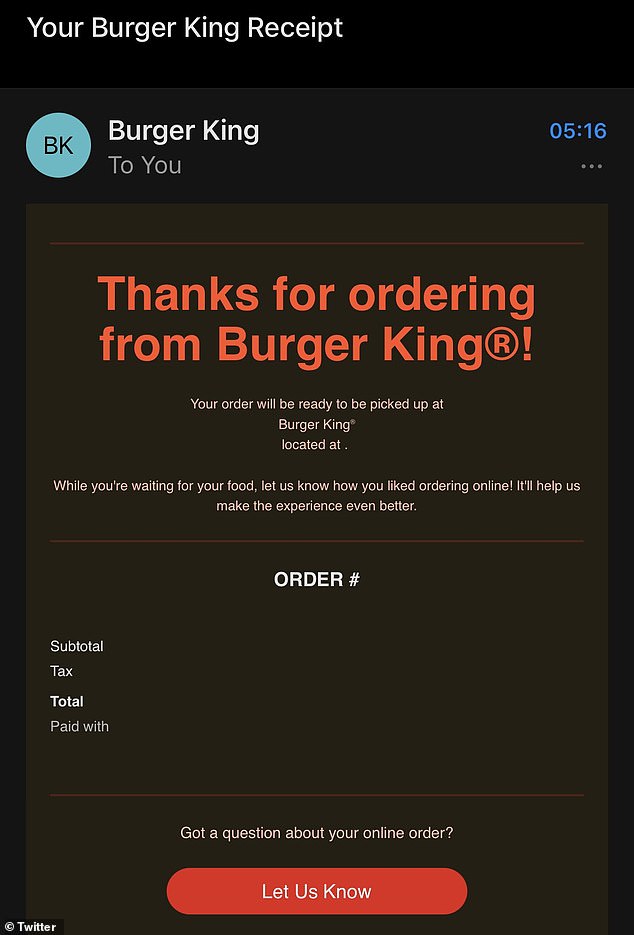 Your Burger King Receipt
BK
Burger King
05:16
To You
...
Thanks for ordering
from Burger King®!
Your order will be ready to be picked up at
Burger King®
located at .
While you're waiting for your food, let us know how you liked ordering online! It'll help us
make the experience even better.
ORDER #
Subtotal
Tax
Total
Paid with
Got a question about your online order?
Let Us Know
© Twitter